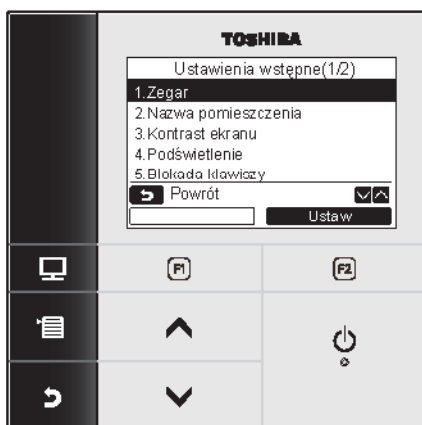 TOSHIBA
Ustawienia wstępne(1/2)
1.Zegar
2.Nazwa pomieszczenia
3.Kontrast ekranu
4.Podświetlenie
5.Blokada klawiszy
Powrót
Ustaw
F1
F2